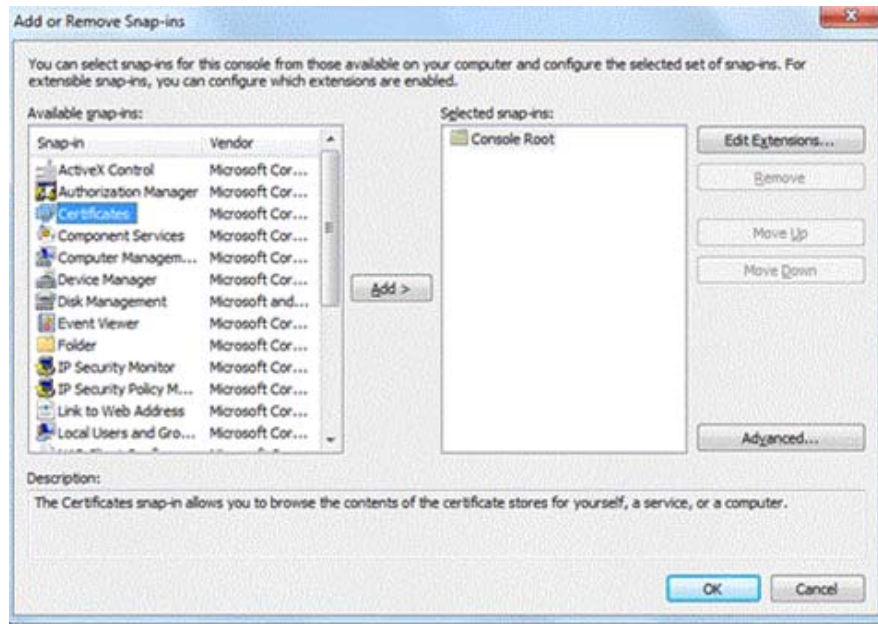 Add or Remove Snap-ins
You can select snap-ins for this console from those available on your computer and configure the selected set of snap-ins. For
extensible snap-ins, you can configure which extensions are enabled.
Available snap-ins:
Snap-in Vendor
ActiveX Control Microsoft Cor...
Authorization Manager Microsoft Cor...
Certificates Microsoft Cor...
Component Services Microsoft Cor...
Computer Managem... Microsoft Cor...
Device Manager Microsoft Cor...
Disk Management Microsoft and...
Event Viewer Microsoft Cor...
Folder Microsoft Cor...
IP Security Monitor Microsoft Cor...
IP Security Policy M... Microsoft Cor...
Link to Web Address Microsoft Cor...
Local Users and Gro... Microsoft Cor...
Add >
Selected snap-ins:
Console Root
Edit Extensions...
Remove
Move Up
Move Down
Advanced...
Description:
The Certificates snap-in allows you to browse the contents of the certificate stores for yourself, a service, or a computer.
OK
Cancel